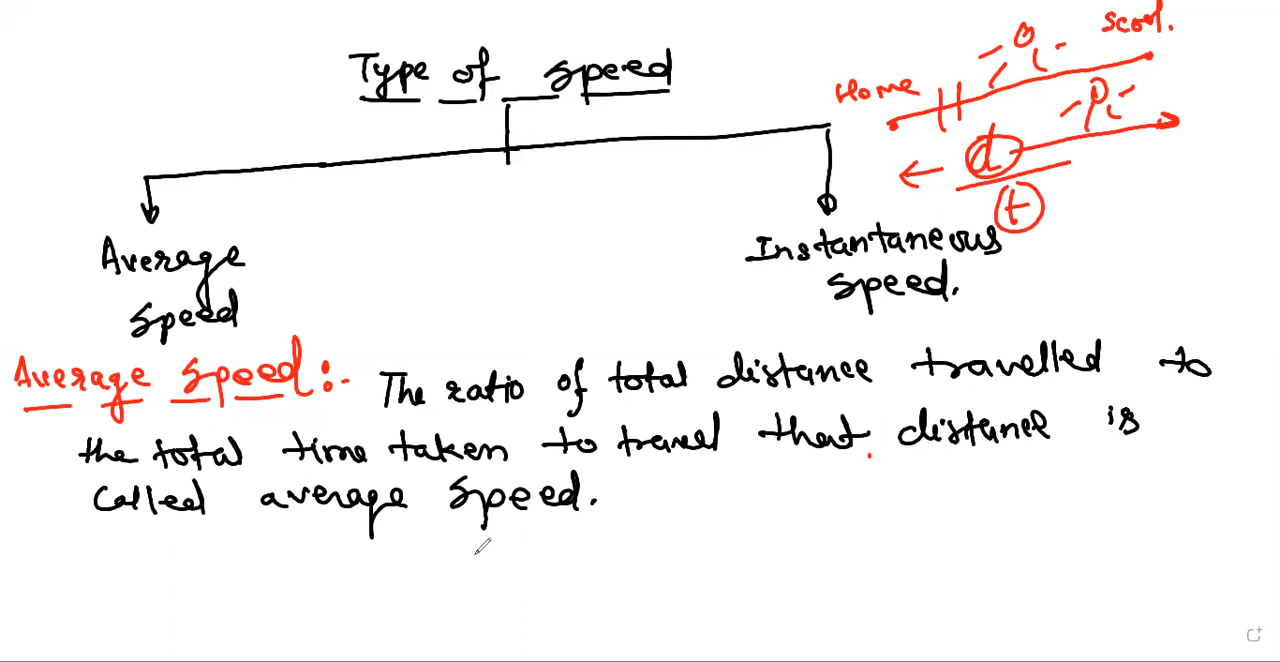 Type of speed
Home scool.
d
t
Average
speed
Instantaneous
speed.
Average speed:- The ratio of total distance travelled to
the total time taken to travel that distance is
called average speed.